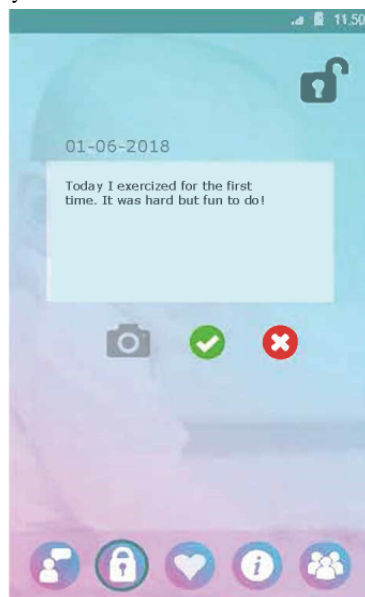 11.50
01-06-2018
Today I exercized for the first
time. It was hard but fun to do!